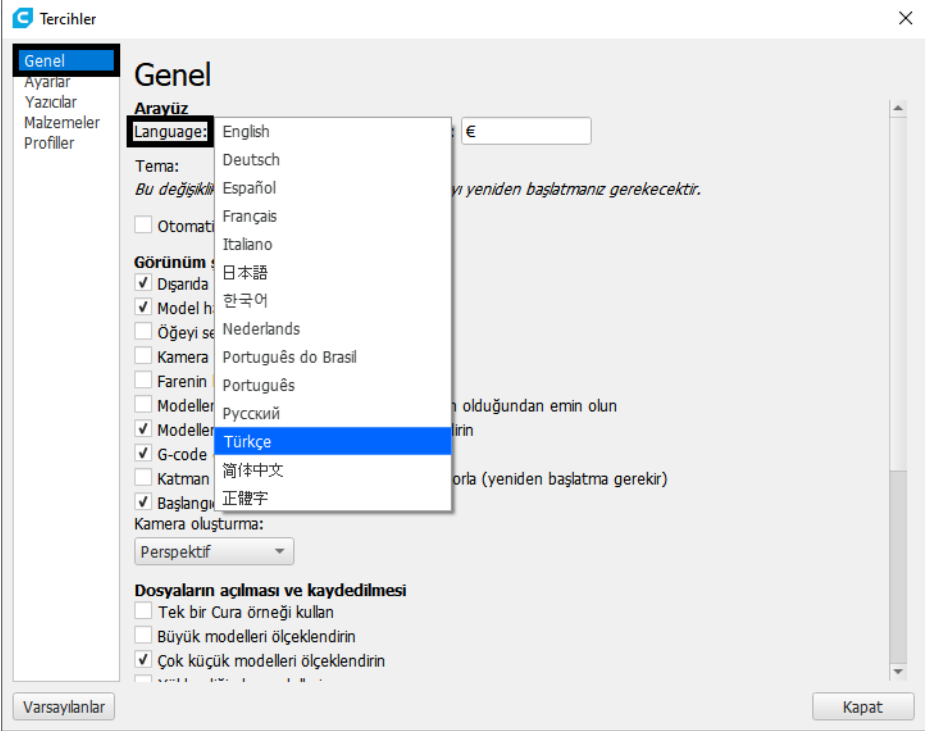 Tercihler
Genel
Ayarlar
Yazıcılar
Malzemeler
Profiller
Genel
Arayüz
Language:
English
€
Deutsch
Tema:
Español
Bu değişiklik yı yeniden başlatmanız gerekecektir.
Français
Otomati
Italiano
Görünüm ş
日本語
Dışarıda
한국어
Model h
Öğeyi se
Nederlands
Kamera
Português do Brasil
Farenin
Português
Modeller n olduğundan emin olun
Русский
Modeller lirin
Türkçe
G-code
简体中文
Katman orla (yeniden başlatma gerekir)
正體字
Başlangıç
Kamera oluşturma:
Perspektif
Dosyaların açılması ve kaydedilmesi
Tek bir Cura örneği kullan
Büyük modelleri ölçeklendirin
Çok küçük modelleri ölçeklendirin
Varsayılanlar
Kapat